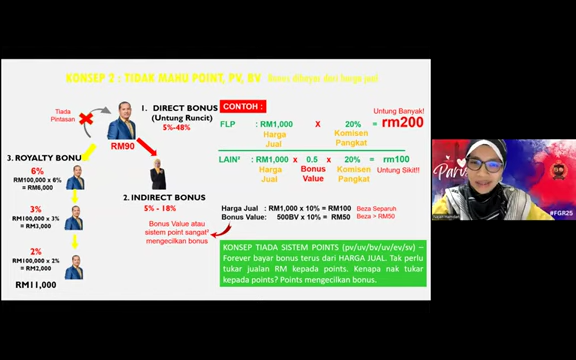 KONSEP 2 : TIDAK MAHU POINT, PV, BV Bonus dibayar dari harga jual
Tiada
Pintasan
RM90
1. DIRECT BONUS
(Untung Runcit)
5%-48%
3. ROYALTY BONU
6%
RM100,000 x 6%
= RM6,000
3%
RM100,000 x 3%
= RM3,000
2%
RM100,000 x 2%
= RM2,000
RM11,000
2. INDIRECT BONUS
5% - 18%
Bonus Value atau
sistem point sangat²
mengecilkan bonus
CONTOH :
Untung Banyak!
FLP : RM1,000 X 20% = rm200
Harga Jual
Komisen Pangkat
LAIN² : RM1,000 x 0.5 x 20% = rm100
Harga Jual
Bonus Value
Komisen Pangkat
Untung Sikit!!
Harga Jual : RM1,000 x 10% = RM100 Beza Separuh
Bonus Value: 500BV x 10% = RM50 Beza > RM50
KONSEP TIADA SISTEM POINTS (pv/uv/bv/uv/ev/sv) –
Forever bayar bonus terus dari HARGA JUAL. Tak perlu
tukar jualan RM kepada points. Kenapa nak tukar
kepada points? Points mengecilkan bonus.
Pari
#FGR25